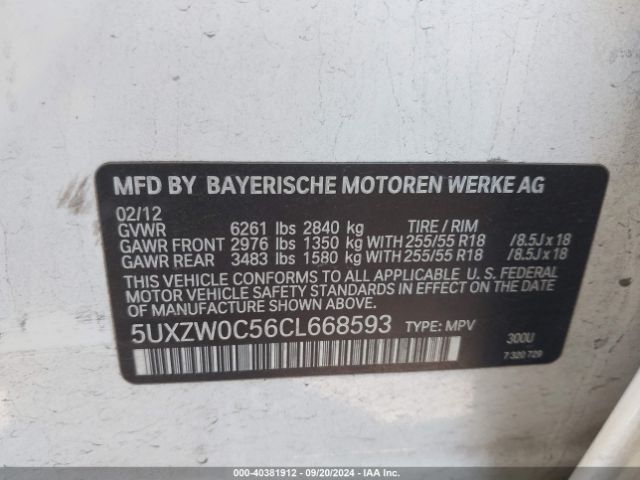 MFD BY BAYERISCHE MOTOREN WERKE AG
02/12
GVWR 6261 lbs 2840 kg TIRE / RIM
GAWR FRONT 2976 lbs 1350 kg WITH 255/55 R18 /8.5J x 18
GAWR REAR 3483 lbs 1580 kg WITH 255/55 R18 /8.5J x 18
THIS VEHICLE CONFORMS TO ALL APPLICABLE U. S. FEDERAL
MOTOR VEHICLE SAFETY STANDARDS IN EFFECT ON THE DATE
OF MANUFACTURE SHOWN ABOVE.
5UXZW0C56CL668593 TYPE: MPV 300U
7 320 729
000-40381912 - 09/20/2024 - IAA Inc.